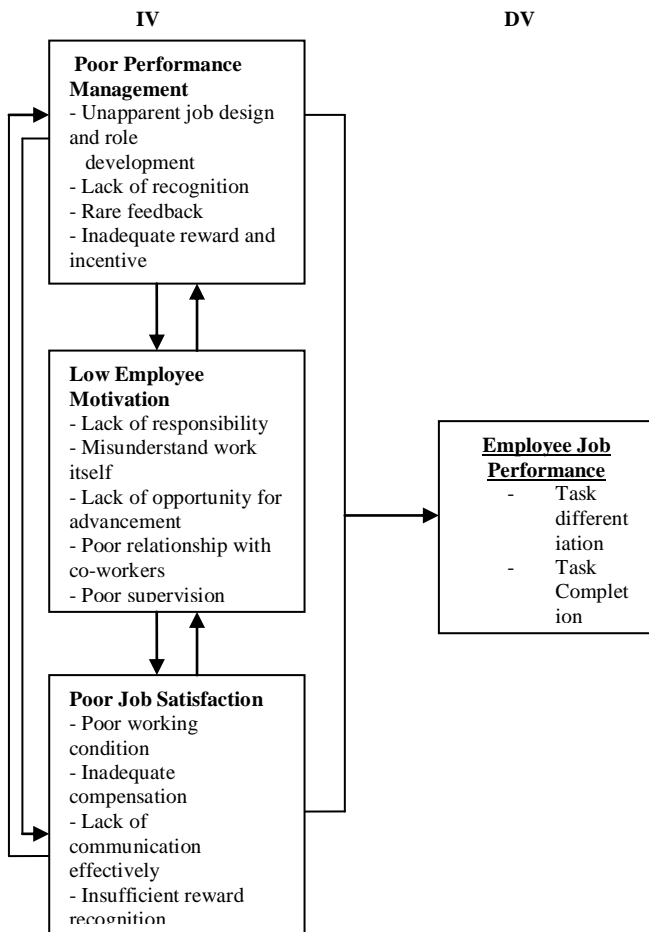 IV
DV
Poor Performance
Management
- Unapparent job design
and role
development
- Lack of recognition
- Rare feedback
- Inadequate reward and
incentive
Low Employee
Motivation
- Lack of responsibility
- Misunderstand work
itself
- Lack of opportunity for
advancement
- Poor relationship with
co-workers
- Poor supervision
Employee Job
Performance
- Task
different
iation
- Task
Complet
ion
Poor Job Satisfaction
- Poor working
condition
- Inadequate
compensation
- Lack of
communication
effectively
- Insufficient reward
recognition